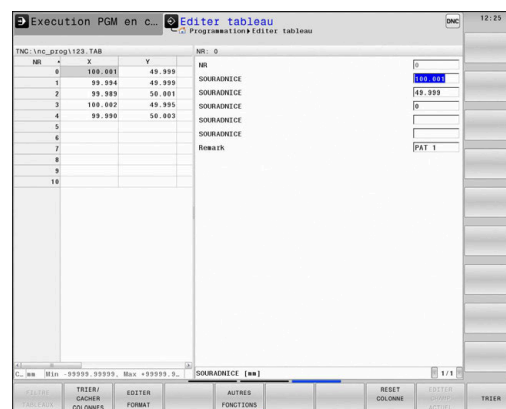 Execution PGM en c...
Editer tableau
DNC
12:25
Programmation Editer tableau
TNC:\nc_prog\123.TAB
NR: 0
NR X Y
0 100.001 49.999
1 99.994 49.999
2 99.989 50.001
3 100.002 49.995
4 99.990 50.003
5
6
7
8
9
10
NR 0
SOURADNICE 100.001
SOURADNICE 49.999
SOURADNICE 0
SOURADNICE
SOURADNICE
Remark PAT 1
C… mm Min -99999.99999, Max +99999.9…
SOURADNICE [mm]
1/1
TRIER/
CACHER
COLONNES
EDITER
FORMAT
AUTRES
FONCTIONS
RESET
COLONNE
EDITER
CHAMP
ACTUEL
TRIER